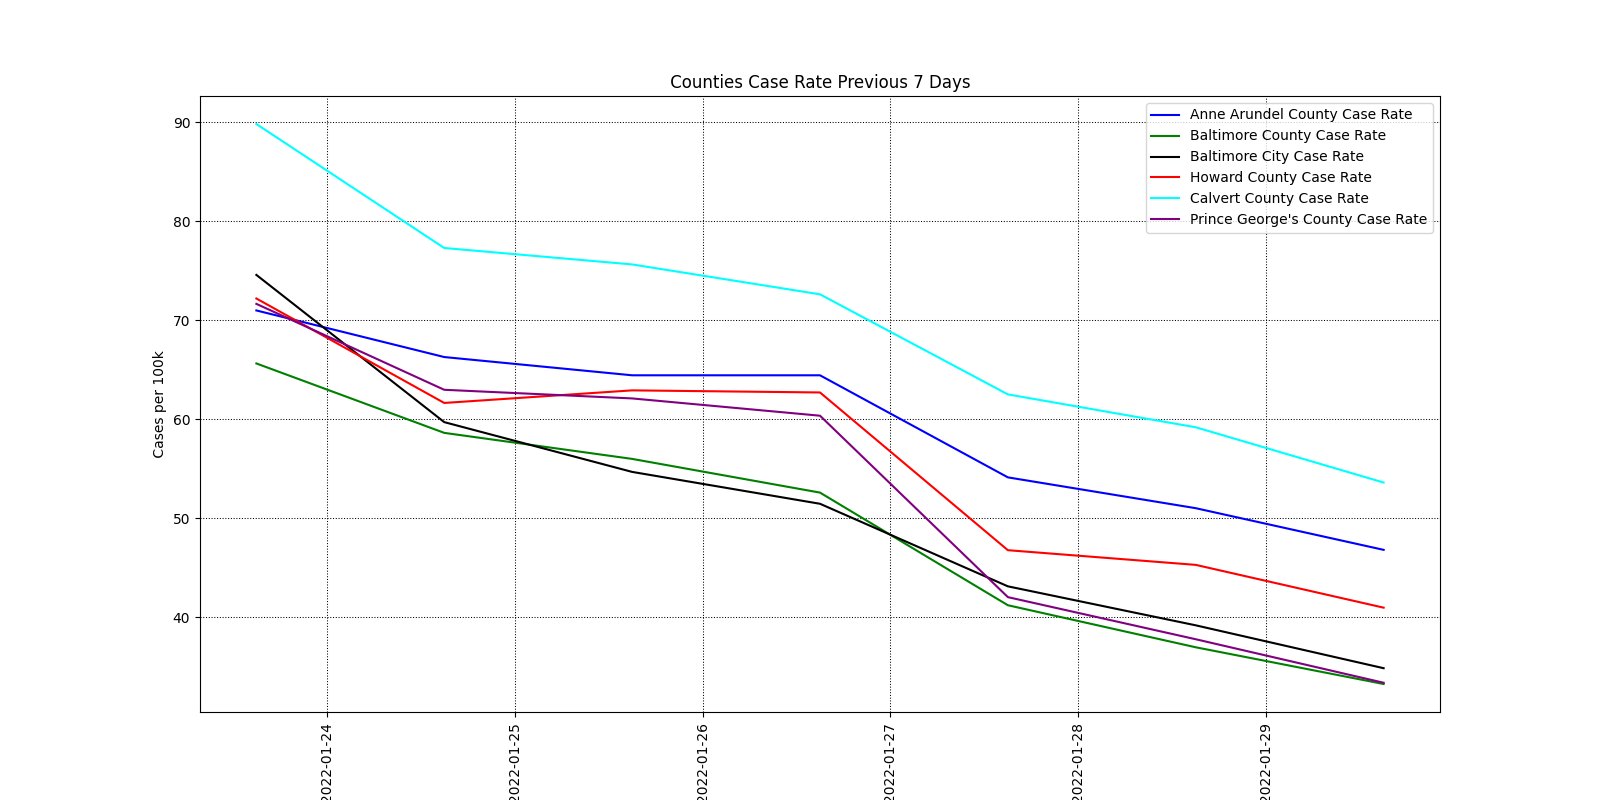 Counties Case Rate Previous 7 Days
Anne Arundel County Case Rate
Baltimore County Case Rate
Baltimore City Case Rate
Howard County Case Rate
Calvert County Case Rate
Prince George's County Case Rate
Cases per 100k
90
80
70
60
50
40
2022-01-24
2022-01-25
2022-01-26
2022-01-27
2022-01-28
2022-01-29